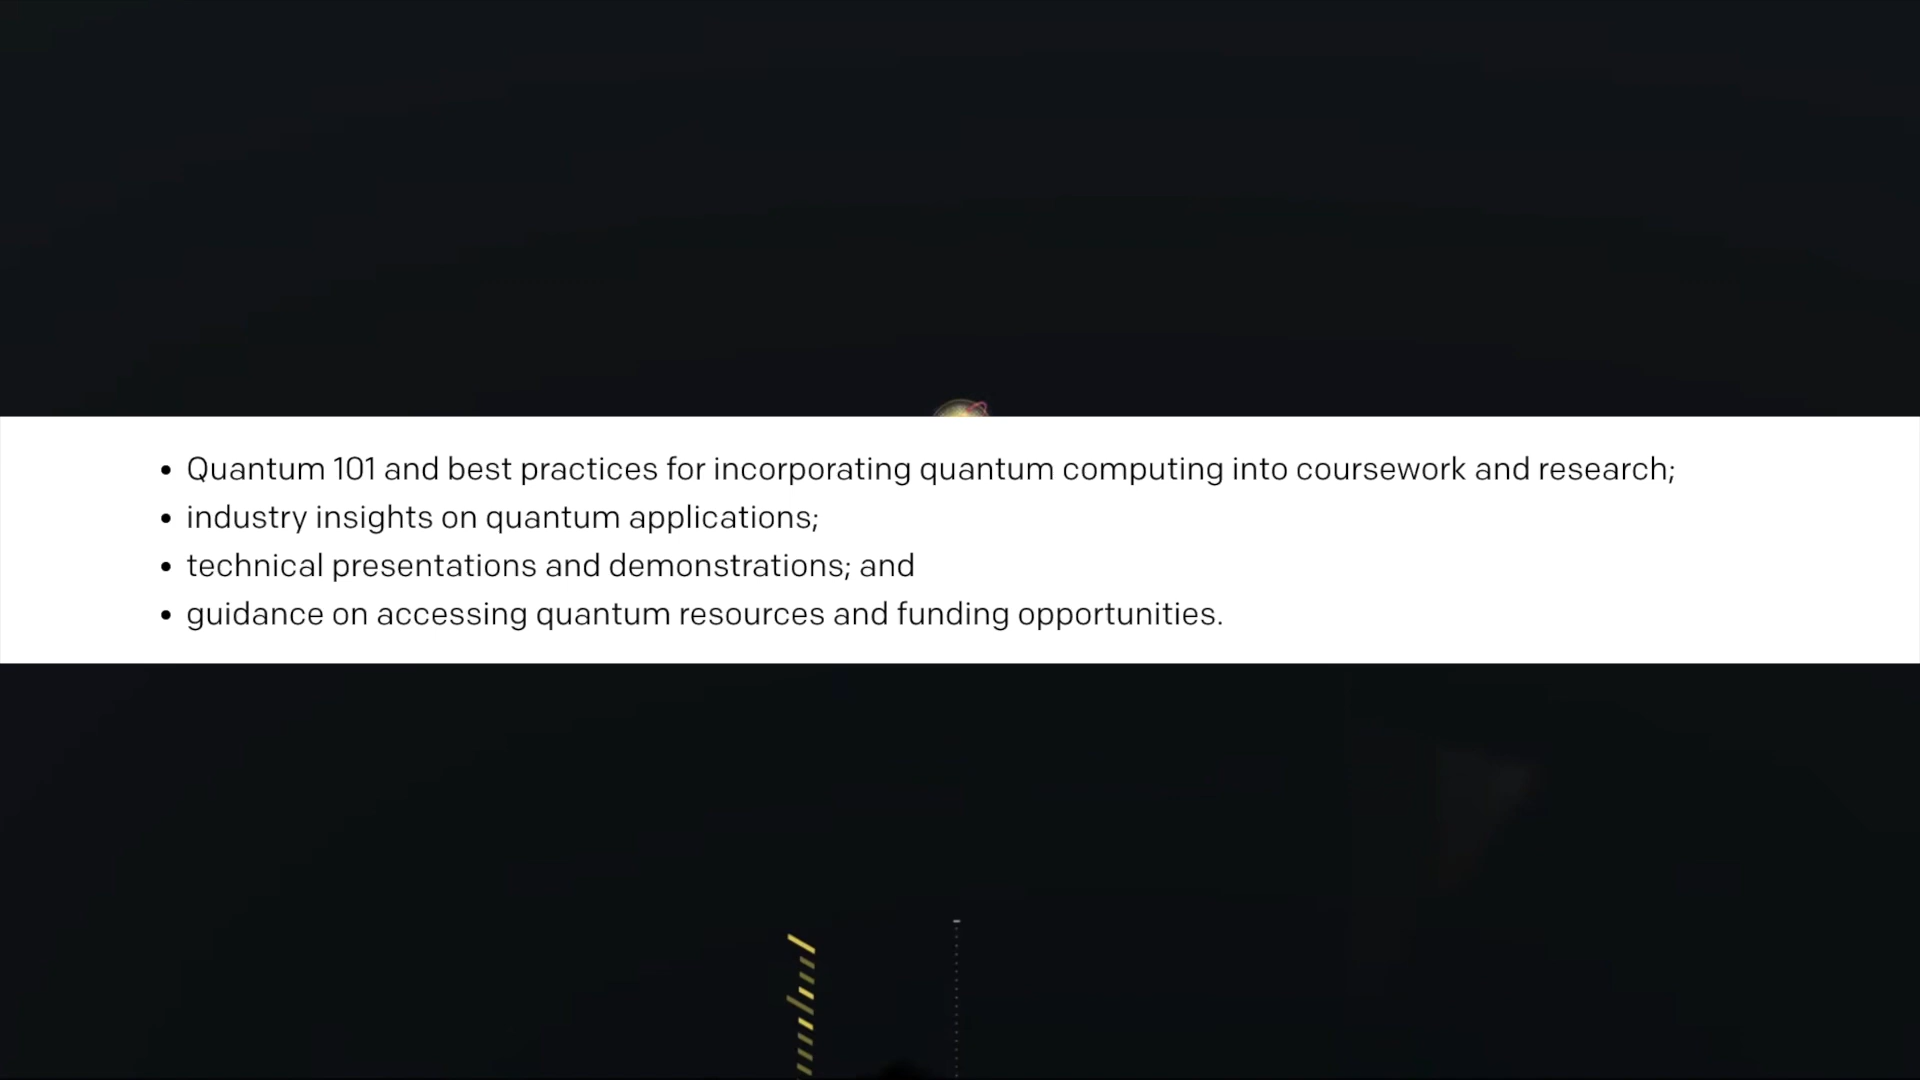 • Quantum 101 and best practices for incorporating quantum computing into coursework and research;
• industry insights on quantum applications;
• technical presentations and demonstrations; and
• guidance on accessing quantum resources and funding opportunities.